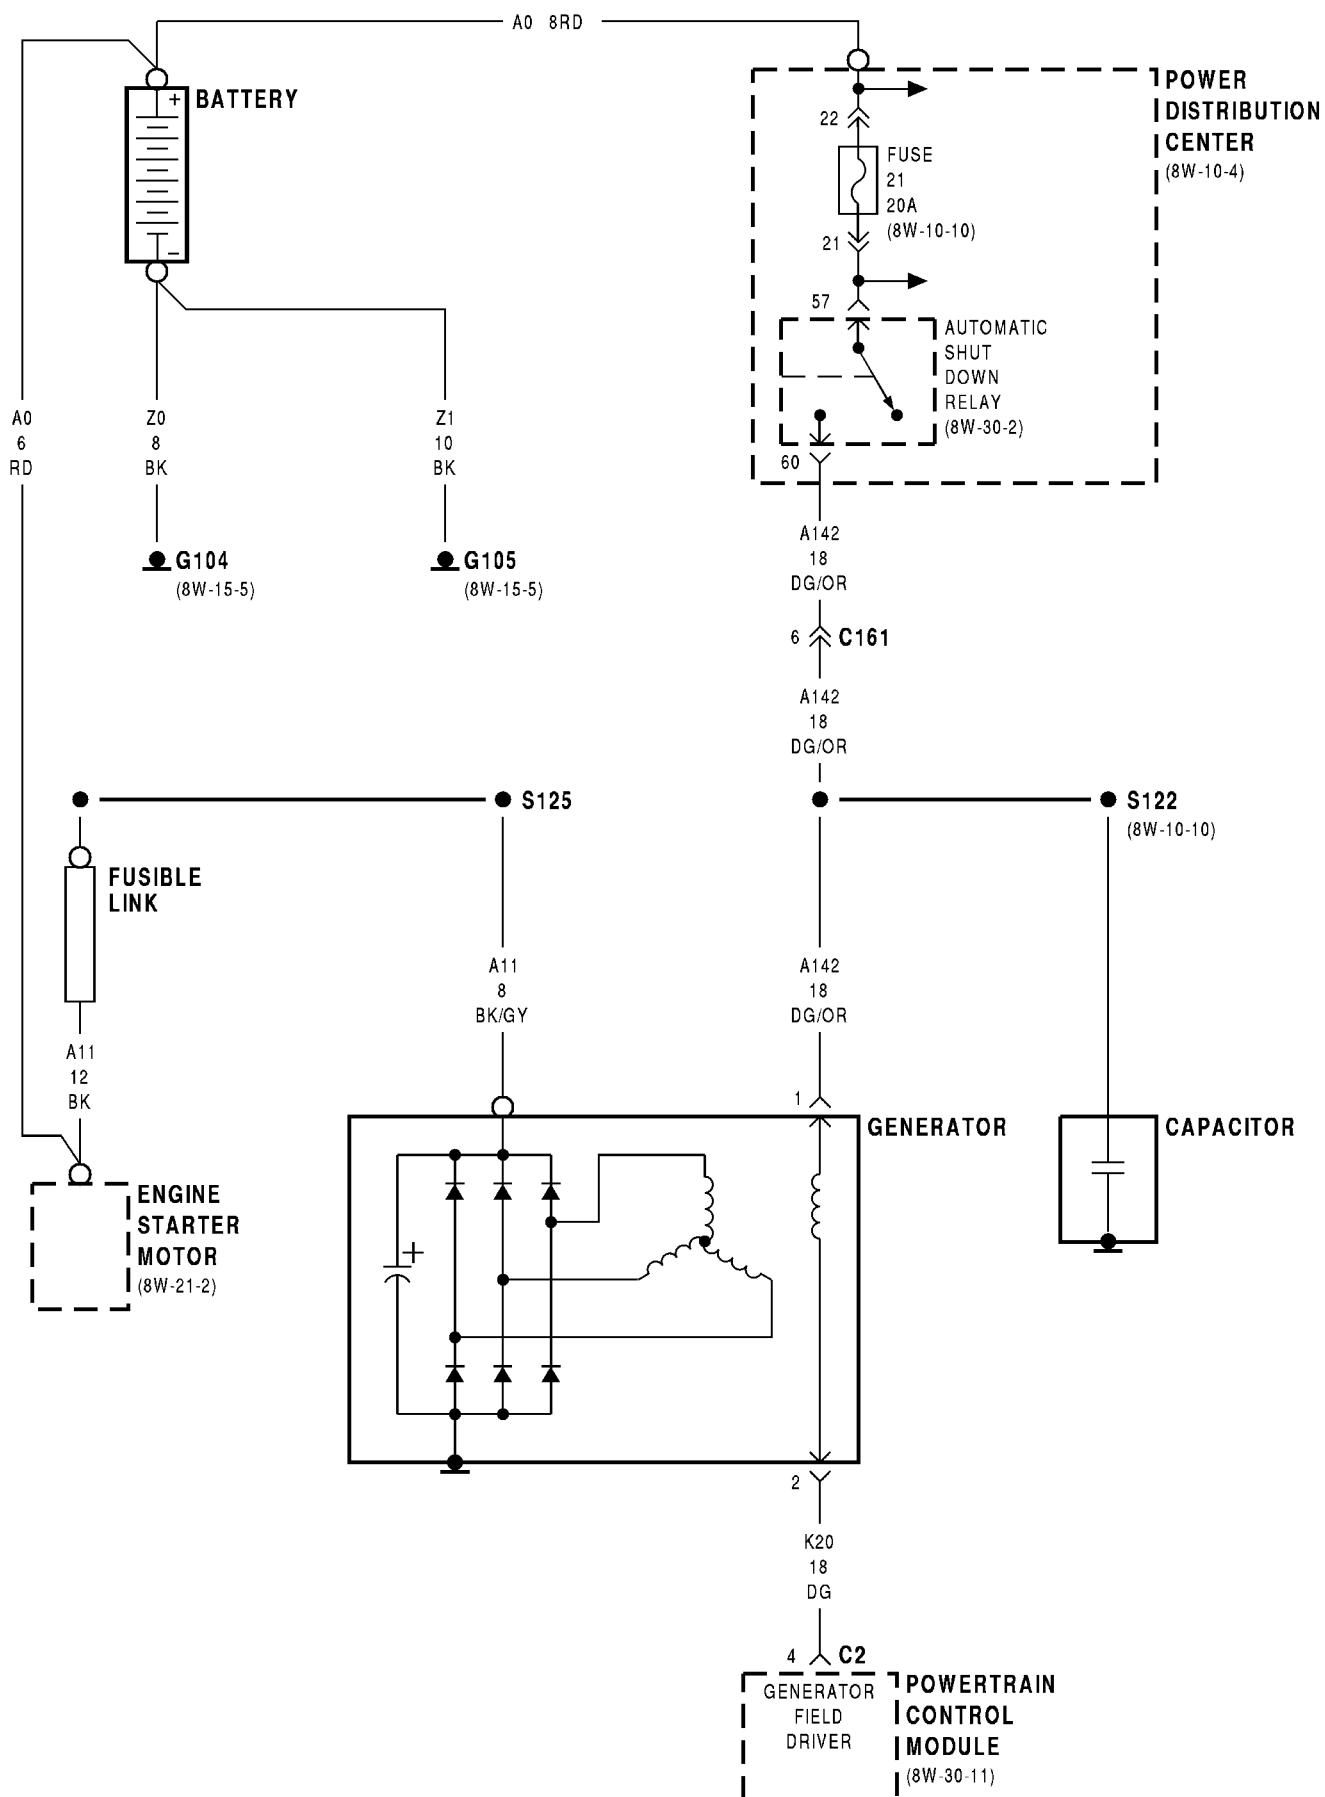 A0 8RD
BATTERY
+
–
POWER
DISTRIBUTION
CENTER
(8W-10-4)
22
FUSE
21
20A
(8W-10-10)
21
57
AUTOMATIC
SHUT
DOWN
RELAY
(8W-30-2)
60
A0
6
RD
Z0
8
BK
Z1
10
BK
G104
(8W-15-5)
G105
(8W-15-5)
A142
18
DG/OR
6 C161
A142
18
DG/OR
S125
S122
(8W-10-10)
FUSIBLE
LINK
A11
8
BK/GY
A142
18
DG/OR
A11
12
BK
1
GENERATOR
CAPACITOR
ENGINE
STARTER
MOTOR
(8W-21-2)
+
2
K20
18
DG
4 C2
GENERATOR
FIELD
DRIVER
POWERTRAIN
CONTROL
MODULE
(8W-30-11)